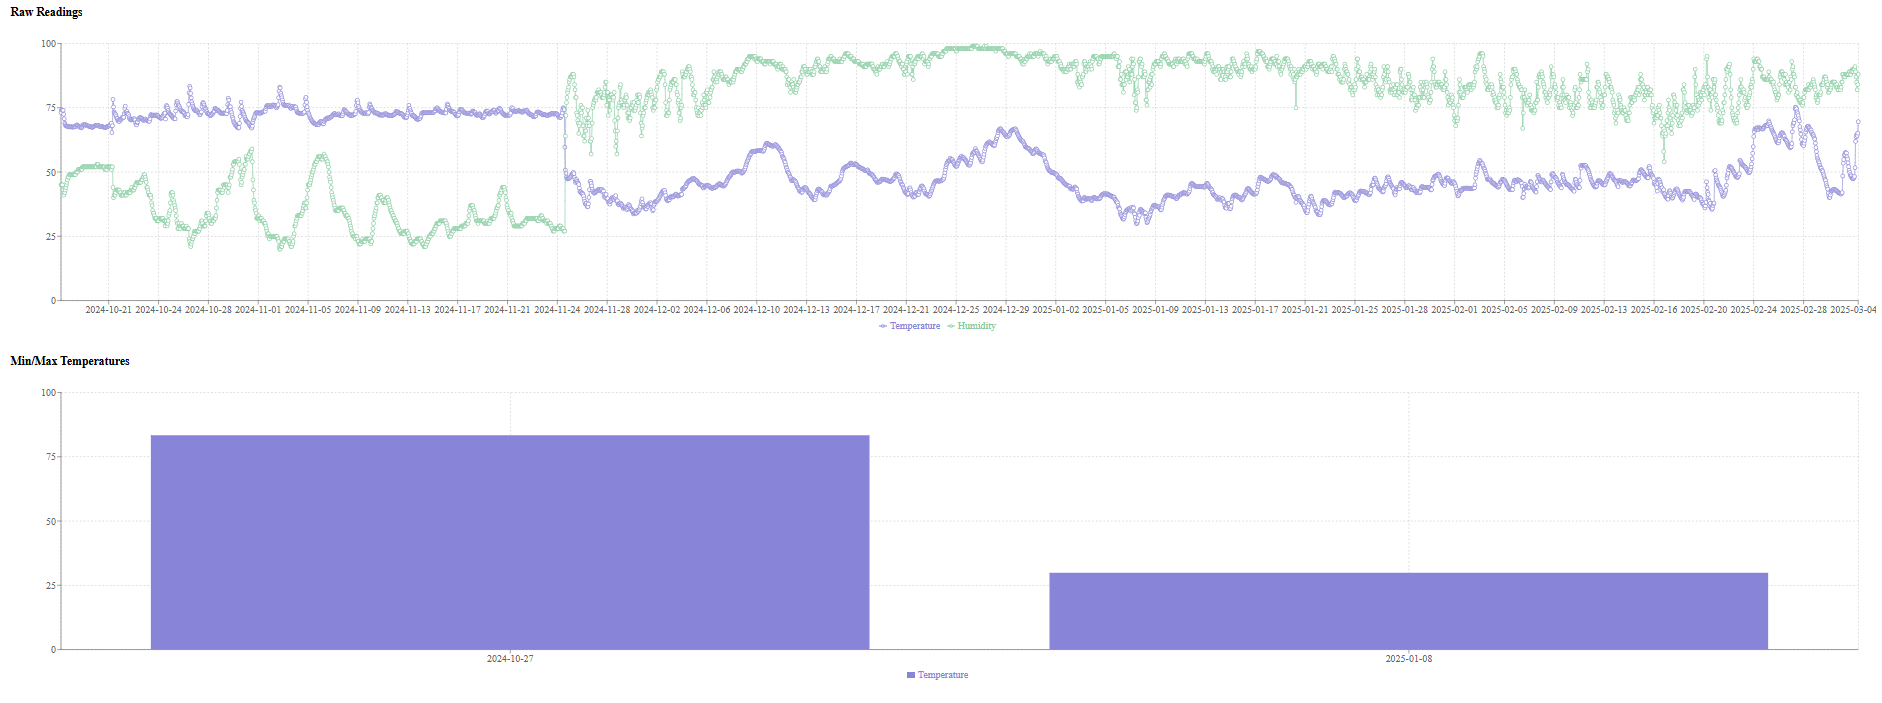 Raw Readings
100
75
50
25
0
2024-10-21 2024-10-24 2024-10-28 2024-11-01 2024-11-05 2024-11-09 2024-11-13 2024-11-17 2024-11-21 2024-11-24 2024-11-28 2024-12-02 2024-12-06 2024-12-10 2024-12-13 2024-12-17 2024-12-21 2024-12-25 2024-12-29 2025-01-02 2025-01-05 2025-01-09 2025-01-13 2025-01-17 2025-01-21 2025-01-25 2025-01-28 2025-02-01 2025-02-05 2025-02-09 2025-02-13 2025-02-16 2025-02-20 2025-02-24 2025-02-28 2025-03-04
Temperature Humidity
Min/Max Temperatures
100
75
50
25
0
2024-10-27 2025-01-08
Temperature